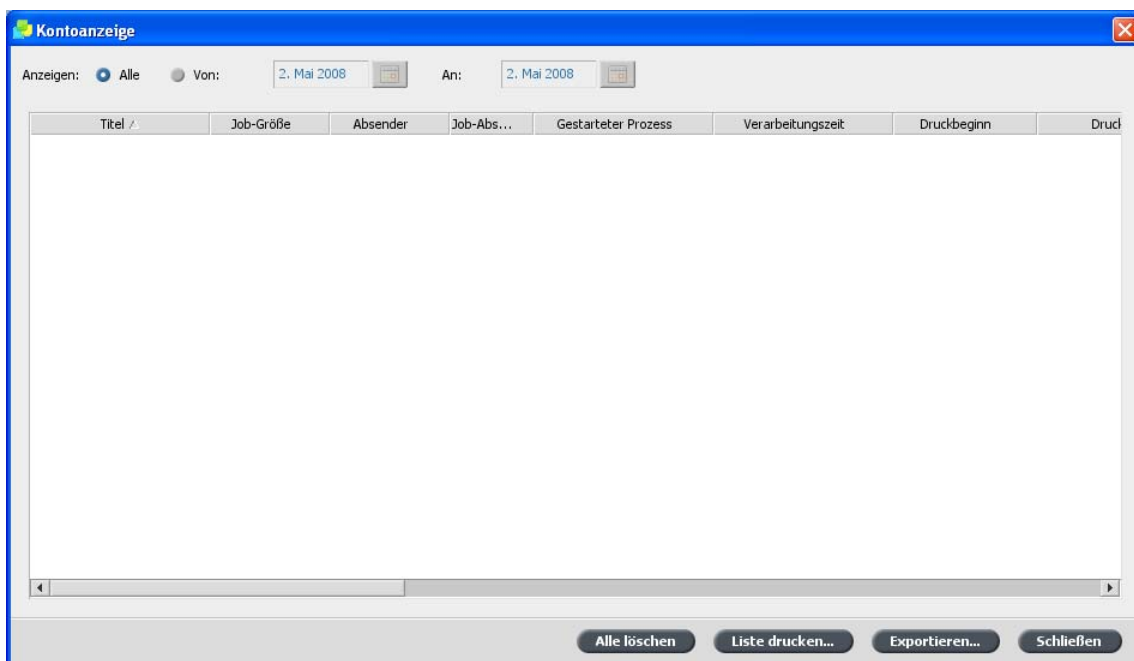 Kontoanzeige
Anzeigen: Alle Von: 2. Mai 2008 An: 2. Mai 2008
Titel Job-Größe Absender Job-Abs... Gestarteter Prozess Verarbeitungszeit Druckbeginn Druck
Alle löschen Liste drucken... Exportieren... Schließen